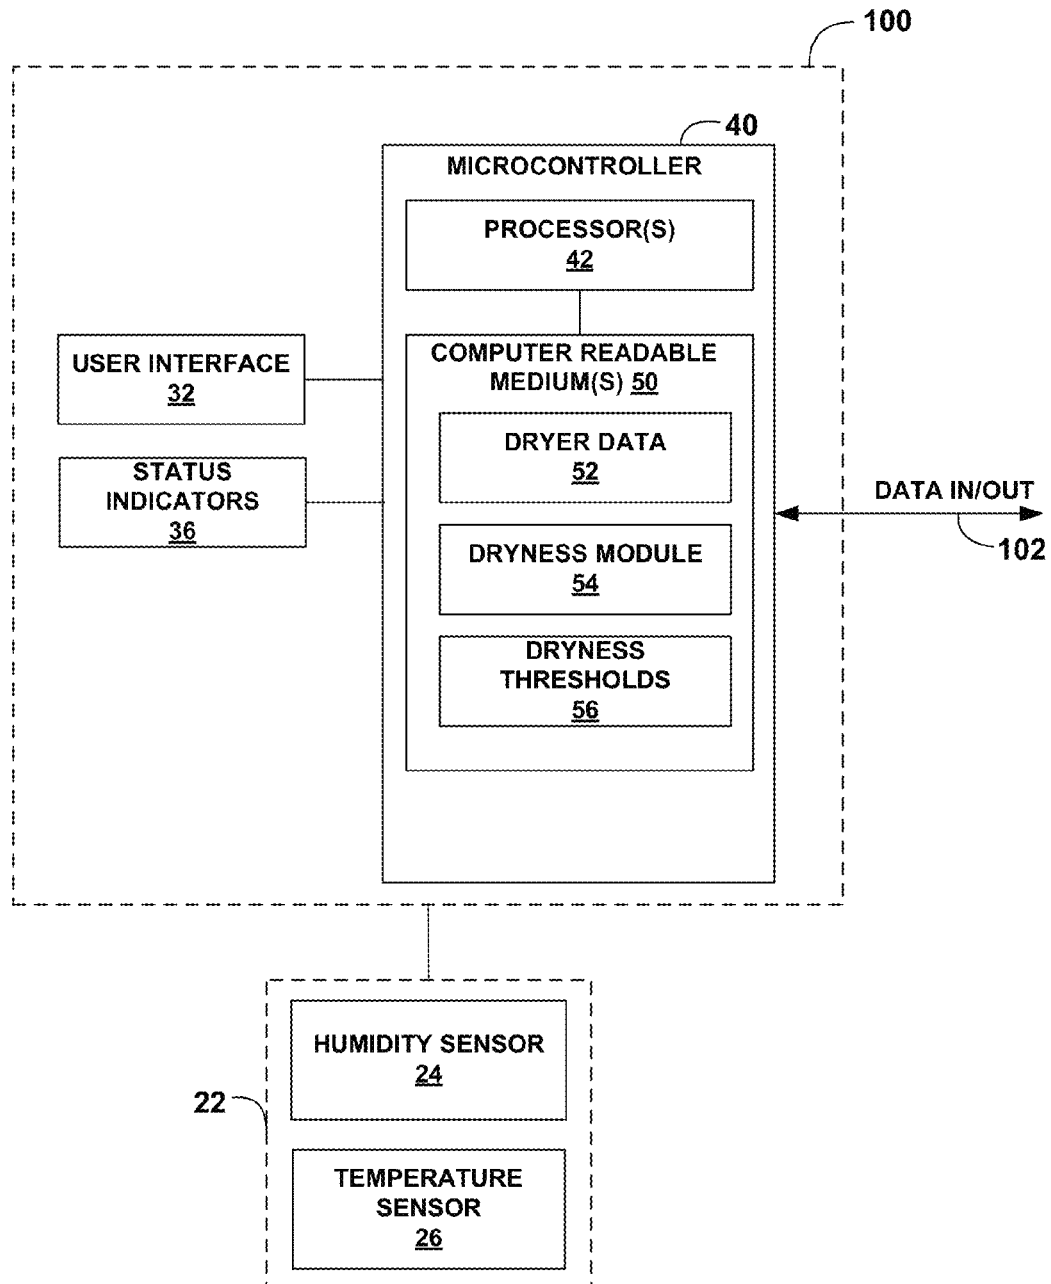 100
40
MICROCONTROLLER
PROCESSOR(S)
42
USER INTERFACE
32
COMPUTER READABLE
MEDIUM(S) 50
DRYER DATA
52
STATUS
INDICATORS
36
DATA IN/OUT
102
DRYNESS MODULE
54
DRYNESS
THRESHOLDS
56
HUMIDITY SENSOR
24
22
TEMPERATURE
SENSOR
26